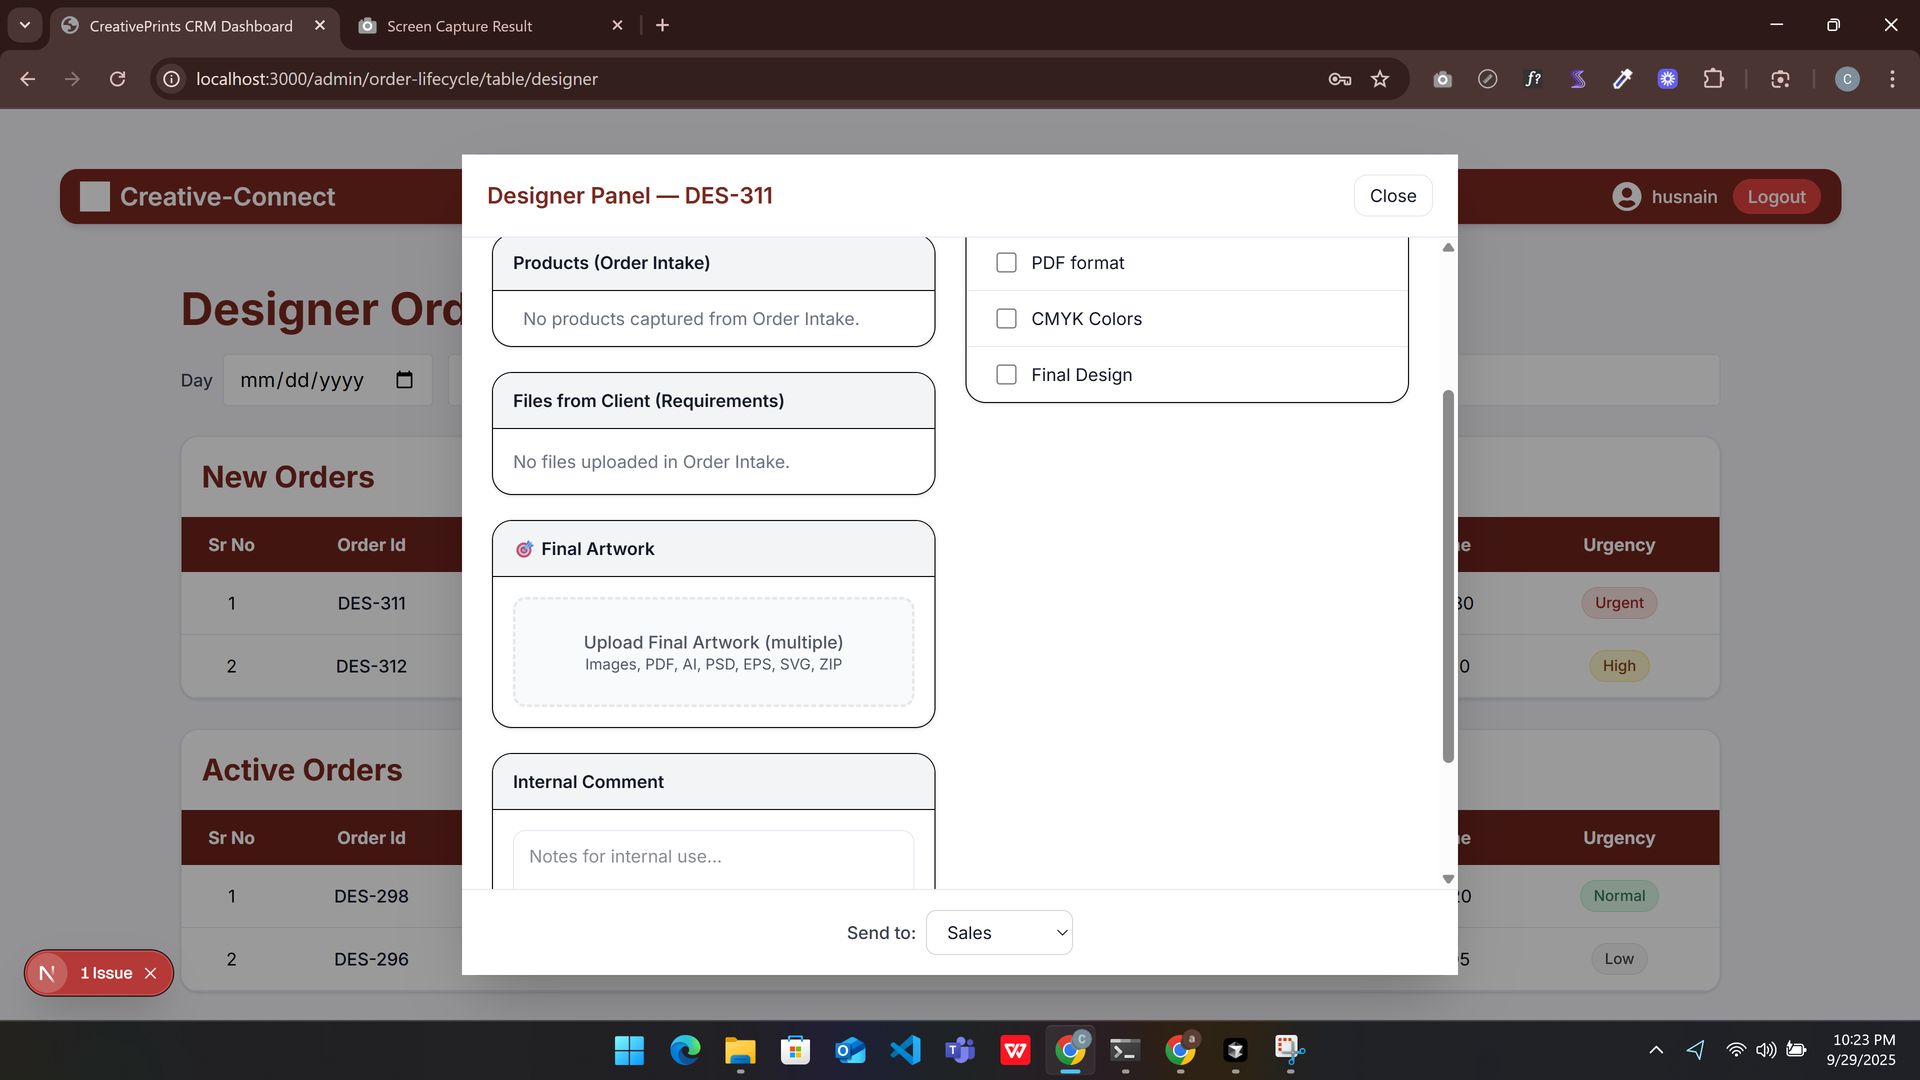 CreativePrints CRM Dashboard
Screen Capture Result
localhost:3000/admin/order-lifecycle/table/designer
f?
C
Creative-Connect
husnain
Logout
Designer Ord
Day
mm/dd/yyyy
New Orders
Sr No
Order Id
Urgency
1
DES-311
Urgent
2
DES-312
High
Active Orders
Sr No
Order Id
Urgency
1
DES-298
Normal
2
DES-296
Low
Designer Panel — DES-311
Close
Products (Order Intake)
No products captured from Order Intake.
PDF format
CMYK Colors
Final Design
Files from Client (Requirements)
No files uploaded in Order Intake.
🎯 Final Artwork
Upload Final Artwork (multiple)
Images, PDF, AI, PSD, EPS, SVG, ZIP
Internal Comment
Notes for internal use...
Send to:
Sales
N
1 Issue
10:23 PM
9/29/2025